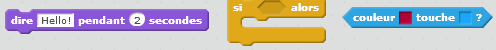 dire Hello! pendant 2 secondes
si alors
couleur touche ?